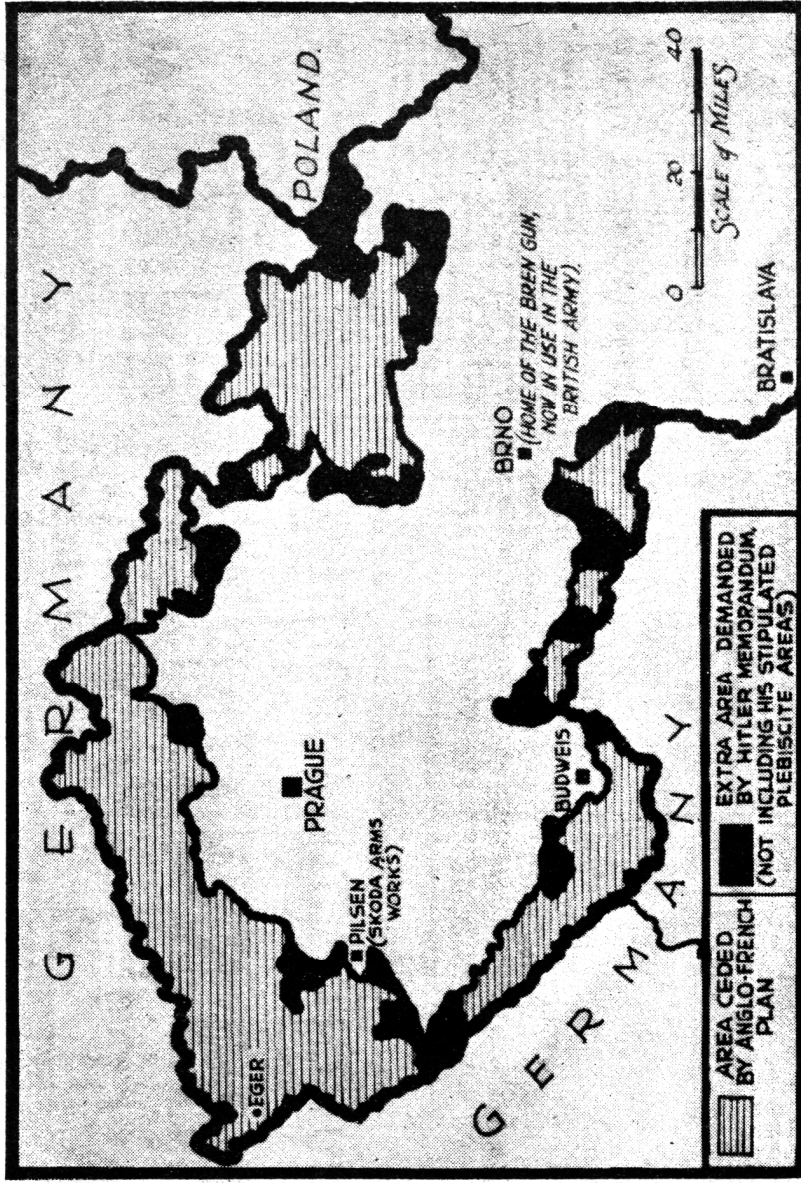 GERMANY
POLAND.
EGER
PILSEN
(SKODA ARMS
WORKS)
PRAGUE
BUDWEIS
BRNO
(HOME OF THE BREN GUN,
NOW IN USE IN THE
BRITISH ARMY).
BRATISLAVA
GERMANY
0 20 40
SCALE of MILES
AREA CEDED
BY ANGLO-FRENCH
PLAN
EXTRA AREA DEMANDED
BY HITLER MEMORANDUM,
(NOT INCLUDING HIS STIPULATED
PLEBISCITE AREAS)